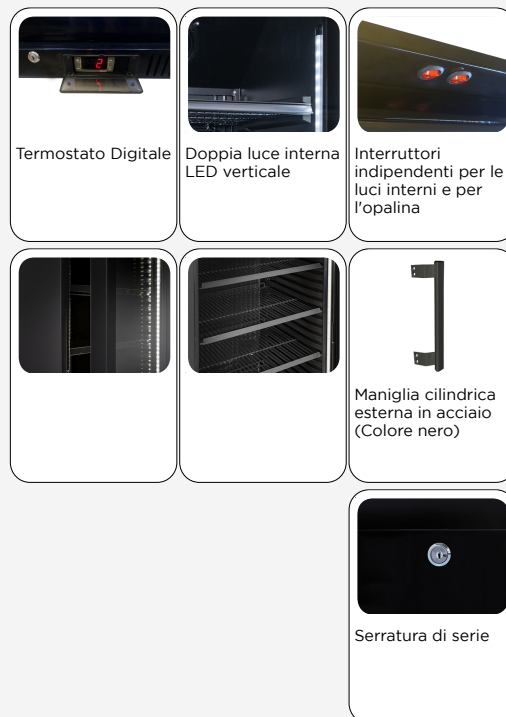 2
Termostato Digitale
Doppia luce interna
LED verticale
Interruttori
indipendenti per le
luci interni e per
l'opalina
Maniglia cilindrica
esterna in acciaio
(Colore nero)
Serratura di serie